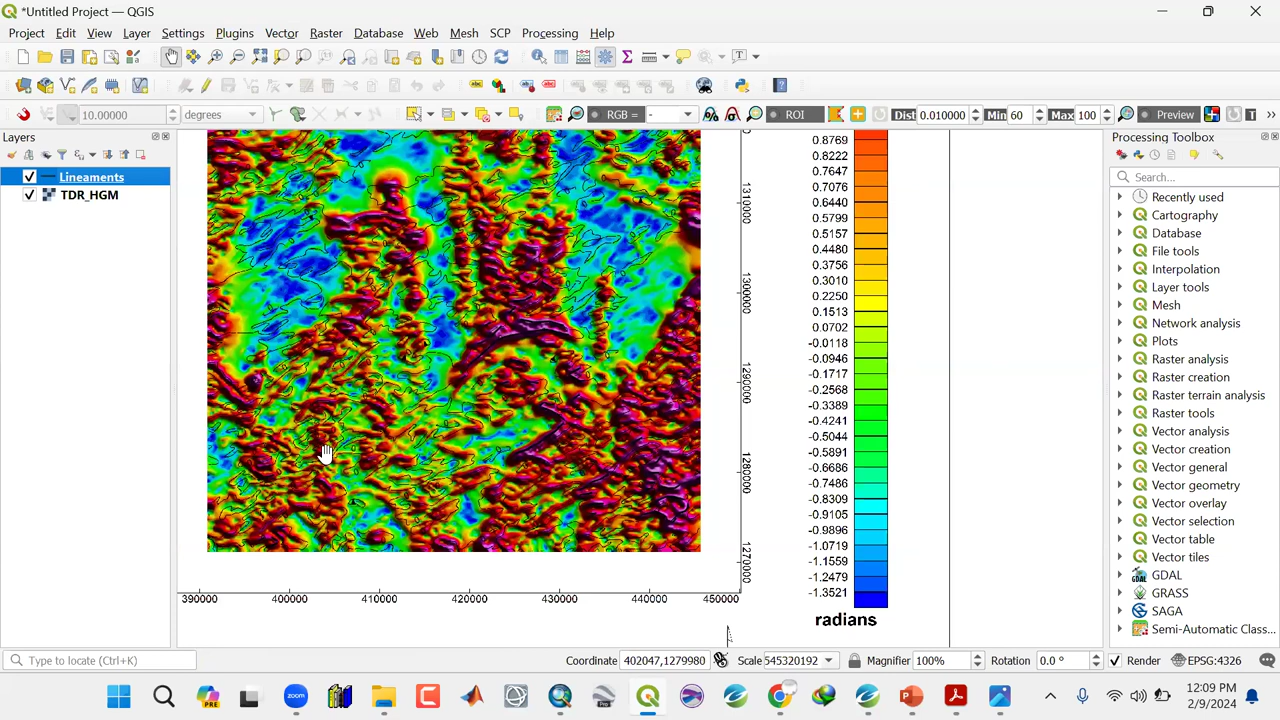 *Untitled Project — QGIS
Project Edit View Layer Settings Plugins Vector Raster Database Web Mesh SCP Processing Help
10.00000 degrees RGB = - ROI Dist 0.010000 Min 60 Max 100 Preview T »
Layers
Lineaments
TDR_HGM
Processing Toolbox
Search...
Recently used
Cartography
Database
File tools
Interpolation
Layer tools
Mesh
Network analysis
Plots
Raster analysis
Raster creation
Raster terrain analysis
Raster tools
Vector analysis
Vector creation
Vector general
Vector geometry
Vector overlay
Vector selection
Vector table
Vector tiles
GDAL
GRASS
SAGA
Semi-Automatic Class...
1310000
1300000
1290000
1280000
1270000
390000 400000 410000 420000 430000 440000 450000
0.8769
0.8222
0.7647
0.7076
0.6440
0.5799
0.5157
0.4480
0.3756
0.3010
0.2250
0.1513
0.0702
-0.0118
-0.0946
-0.1717
-0.2568
-0.3389
-0.4241
-0.5044
-0.5891
-0.6686
-0.7486
-0.8309
-0.9105
-0.9896
-1.0719
-1.1559
-1.2479
-1.3521
radians
Type to locate (Ctrl+K) Coordinate 402047,1279980 Scale 545320192 Magnifier 100% Rotation 0.0 ° Render EPSG:4326
PRE zoom Pro
12:09 PM
2/9/2024